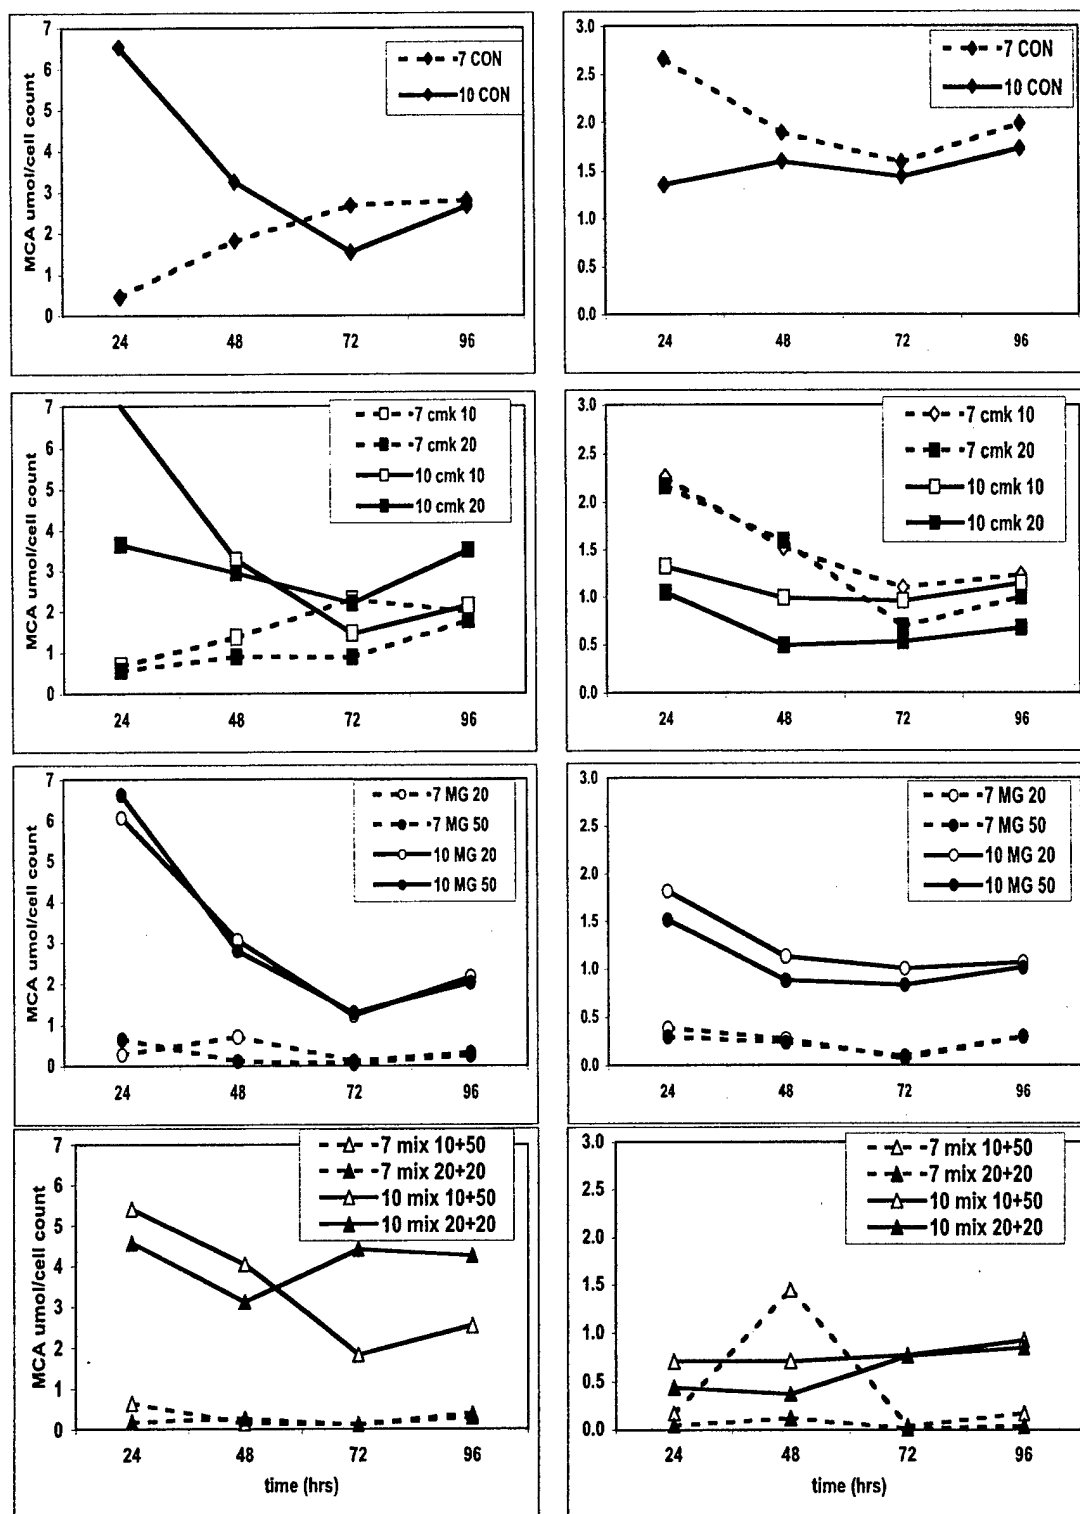 7
6
5
4
3
2
1
0
MCA umol/cell count
7 CON
10 CON
24 48 72 96
3.0
2.5
2.0
1.5
1.0
0.5
0.0
7 CON
10 CON
24 48 72 96
7
6
5
4
3
2
1
0
MCA umol/cell count
7 cmk 10
7 cmk 20
10 cmk 10
10 cmk 20
24 48 72 96
3.0
2.5
2.0
1.5
1.0
0.5
0.0
7 cmk 10
7 cmk 20
10 cmk 10
10 cmk 20
24 48 72 96
7
6
5
4
3
2
1
0
MCA umol/cell count
7 MG 20
7 MG 50
10 MG 20
10 MG 50
24 48 72 96
3.0
2.5
2.0
1.5
1.0
0.5
0.0
7 MG 20
7 MG 50
10 MG 20
10 MG 50
24 48 72 96
7
6
5
4
3
2
1
0
MCA umol/cell count
7 mix 10+50
7 mix 20+20
10 mix 10+50
10 mix 20+20
24 48 72 96
time (hrs)
3.0
2.5
2.0
1.5
1.0
0.5
0.0
7 mix 10+50
7 mix 20+20
10 mix 10+50
10 mix 20+20
24 48 72 96
time (hrs)